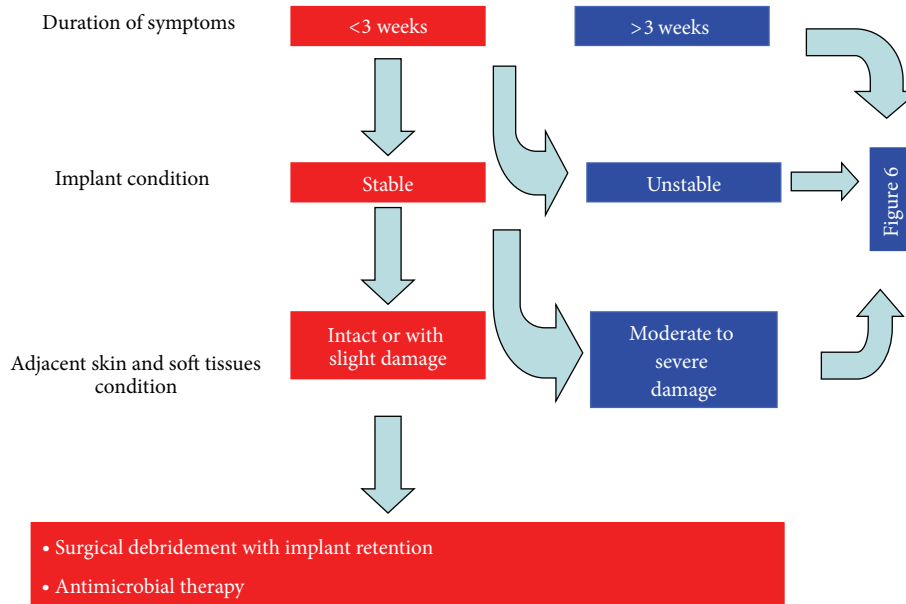 Duration of symptoms
<3 weeks
>3 weeks
Implant condition
Stable
Unstable
Figure 6
Adjacent skin and soft tissues
condition
Intact or with
slight damage
Moderate to
severe
damage
• Surgical debridement with implant retention
• Antimicrobial therapy